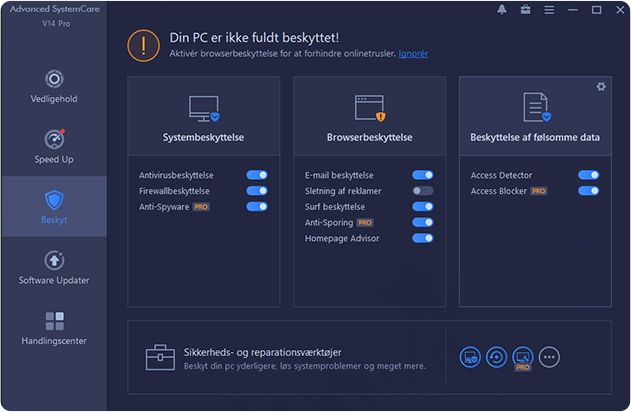 Advanced SystemCare
V14 Pro
Din PC er ikke fuldt beskyttet!
Aktivér browserbeskyttelse for at forhindre onlinetrusler. Ignorér
Vedligehold
Speed Up
Beskyt
Software Updater
Handlingscenter
Systembeskyttelse
Antivirusbeskyttelse
Firewallbeskyttelse
Anti-Spyware PRO
Browserbeskyttelse
E-mail beskyttelse
Sletning af reklamer
Surf beskyttelse
Anti-Sporing PRO
Homepage Advisor
Beskyttelse af følsomme data
Access Detector
Access Blocker PRO
Sikkerheds- og reparationsværktøjer
Beskyt din pc yderligere, løs systemproblemer og meget mere.
PRO